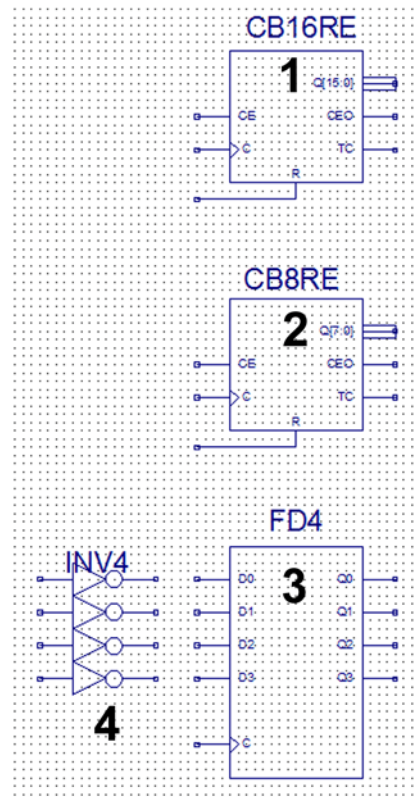 CB16RE
1
Q[15:0]
CE
CEO
C
TC
R
CB8RE
2
Q[7:0]
CE
CEO
C
TC
R
FD4
INV4
3
D0
Q0
D1
Q1
D2
Q2
D3
Q3
4
C